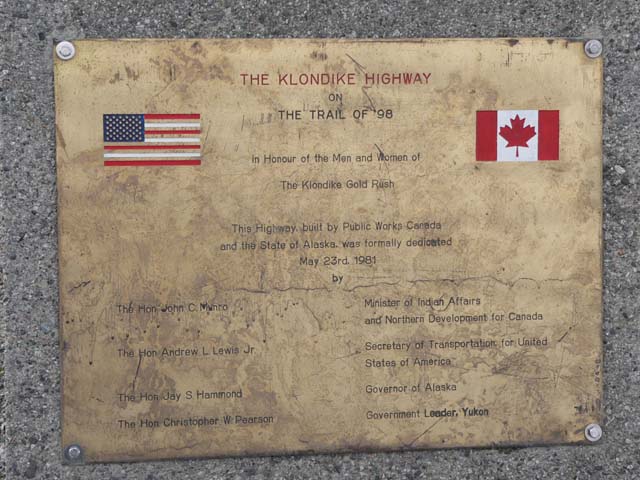 THE KLONDIKE HIGHWAY
ON
THE TRAIL OF '98
In Honour of the Men and Women of
The Klondike Gold Rush
This Highway, built by Public Works Canada
and the State of Alaska, was formally dedicated
May 23rd, 1981
by
The Hon John C. Munro
Minister of Indian Affairs
and Northern Development for Canada
The Hon Andrew L Lewis Jr.
Secretary of Transportation for United
States of America
The Hon Jay S Hammond
Governor of Alaska
The Hon Christopher W. Pearson
Government Leader, Yukon